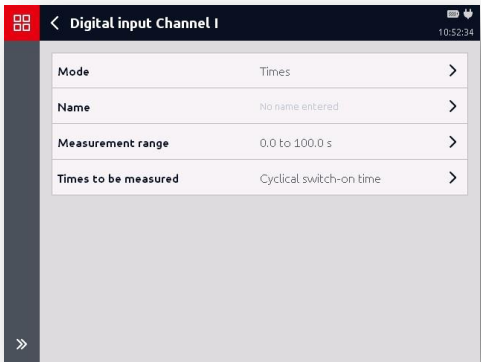 Digital input Channel I
10:52:34
Mode Times
Name No name entered
Measurement range 0.0 to 100.0 s
Times to be measured Cyclical switch-on time